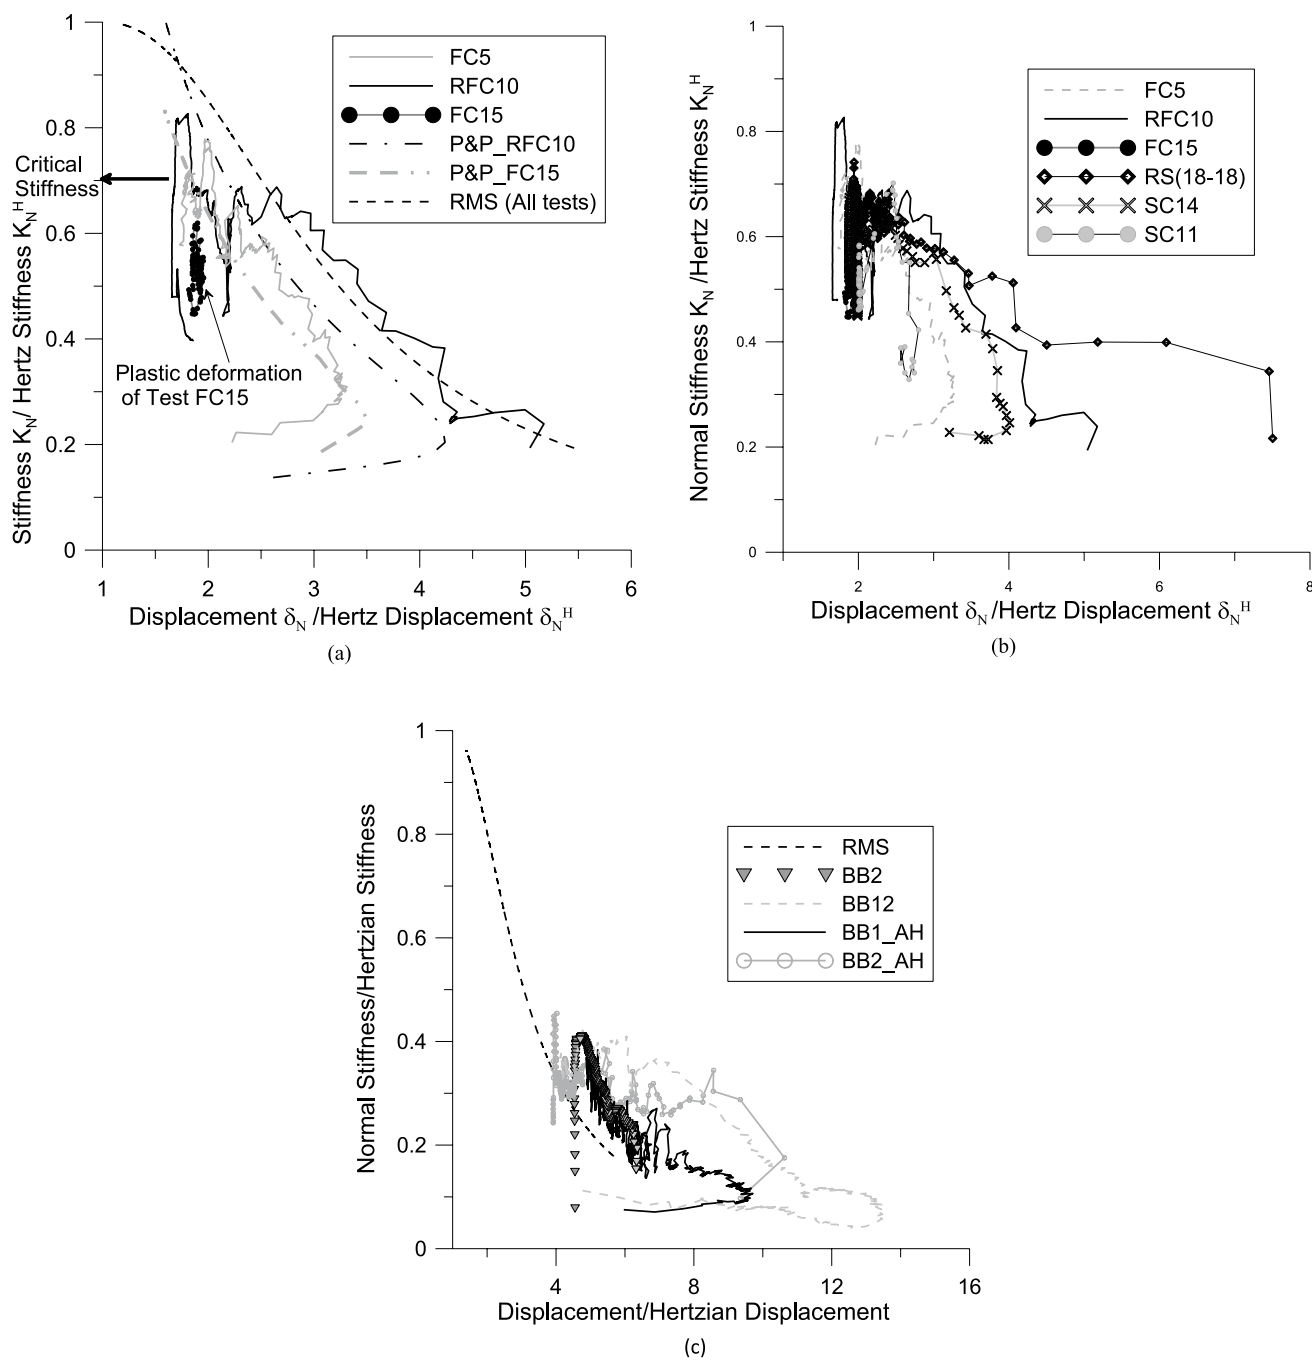 1
0.8
0.6
0.4
0.2
0
Stiffness K_N/ Hertz Stiffness K_N^H
Critical
Stiffness
FC5
RFC10
FC15
P&P_RFC10
P&P_FC15
RMS (All tests)
Plastic deformation
of Test FC15
1 2 3 4 5 6
Displacement δ_N /Hertz Displacement δ_N^H
(a)
1
0.8
0.6
0.4
0.2
0
Normal Stiffness K_N /Hertz Stiffness K_N^H
FC5
RFC10
FC15
RS(18-18)
SC14
SC11
2 4 6 8
Displacement δ_N/Hertz Displacement δ_N^H
(b)
1
0.8
0.6
0.4
0.2
0
Normal Stiffness/Hertzian Stiffness
RMS
BB2
BB12
BB1_AH
BB2_AH
4 8 12 16
Displacement/Hertzian Displacement
(c)